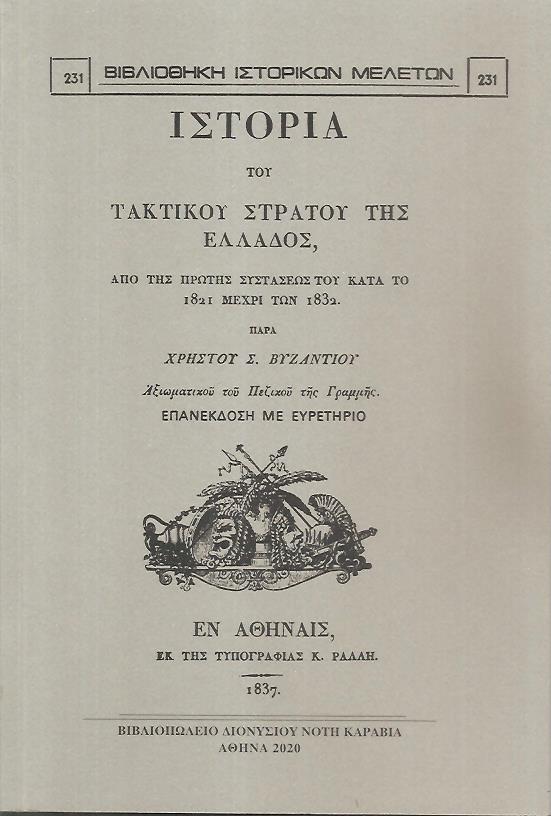 231 ΒΙΒΛΙΟΘΗΚΗ ΙΣΤΟΡΙΚΩΝ ΜΕΛΕΤΩΝ 231
ΙΣΤΟΡΙΑ
ΤΟΥ
ΤΑΚΤΙΚΟΥ ΣΤΡΑΤΟΥ ΤΗΣ
ΕΛΛΑΔΟΣ,
ΑΠΟ ΤΗΣ ΠΡΩΤΗΣ ΣΥΣΤΑΣΕΩΣ ΤΟΥ ΚΑΤΑ ΤΟ
1821 ΜΕΧΡΙ ΤΩΝ 1832.
ΠΑΡΑ
ΧΡΗΣΤΟΥ Σ. ΒΥΖΑΝΤΙΟΥ
Ἀξιωματικοῦ τοῦ Πεζικοῦ τῆς Γραμμῆς.
ΕΠΑΝΕΚΔΟΣΗ ΜΕ ΕΥΡΕΤΗΡΙΟ
ΕΝ ΑΘΗΝΑΙΣ,
ΕΚ ΤΗΣ ΤΥΠΟΓΡΑΦΙΑΣ Κ. ΡΑΛΛΗ.
1837.
ΒΙΒΛΙΟΠΩΛΕΙΟ ΔΙΟΝΥΣΙΟΥ ΝΟΤΗ ΚΑΡΑΒΙΑ
ΑΘΗΝΑ 2020